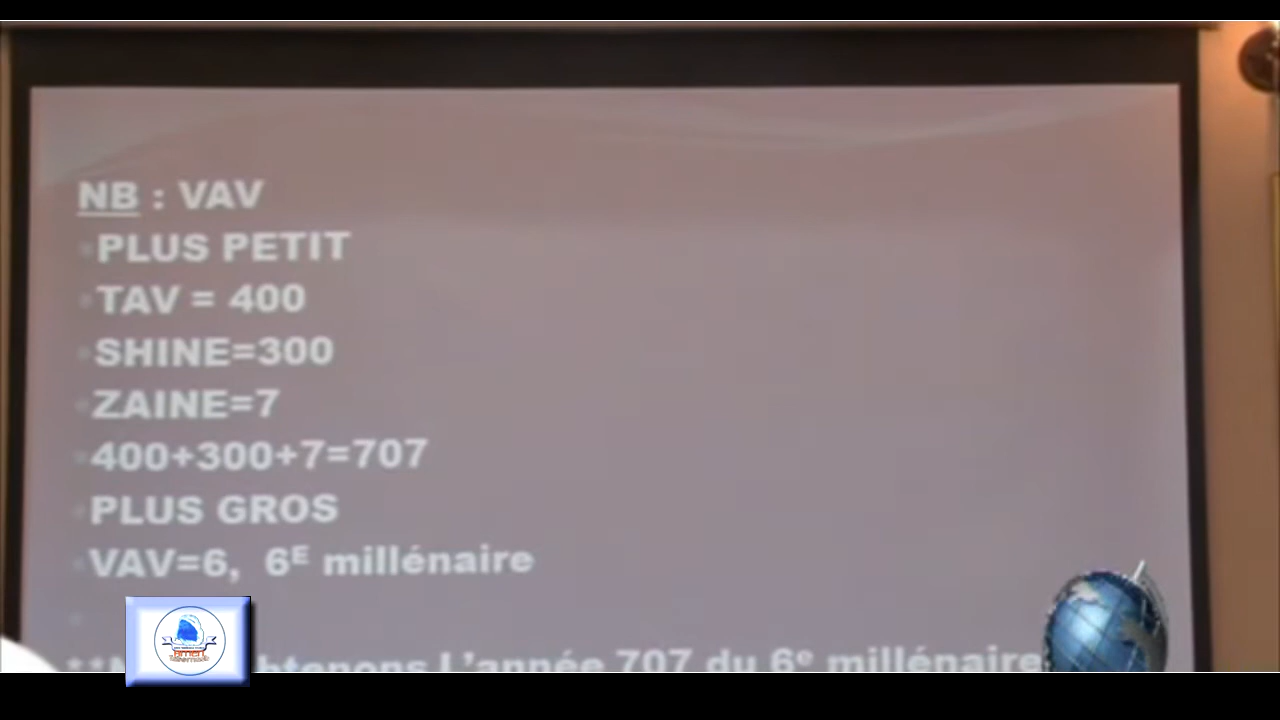 NB : VAV
PLUS PETIT
TAV = 400
SHINE=300
ZAINE=7
400+300+7=707
PLUS GROS
VAV=6, 6E millénaire
L'année 707 du 6e millénaire